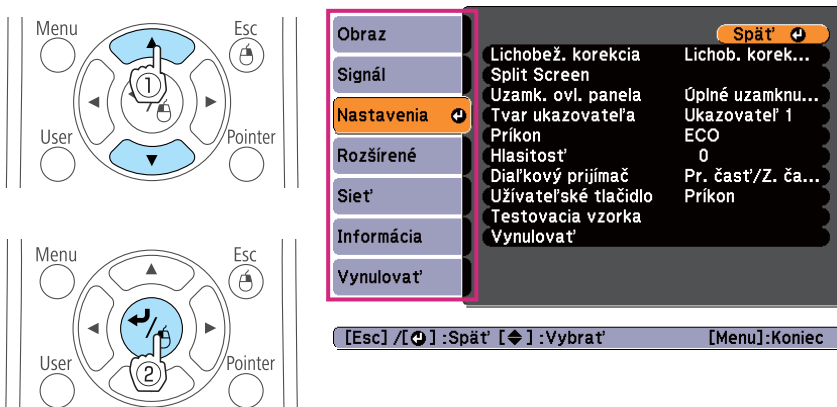 Menu
Esc
①
User
Pointer
Menu
Esc
User
Pointer
②
Obraz
Signál
Nastavenia
Rozšírené
Sieť
Informácia
Vynulovať
Späť
Lichobež. korekcia Lichob. korek...
Split Screen
Uzamk. ovl. panela Úplné uzamknu...
Tvar ukazovateľa Ukazovateľ 1
Príkon ECO
Hlasitosť 0
Diaľkový prijímač Pr. časť/Z. ča...
Užívateľské tlačidlo Príkon
Testovacia vzorka
Vynulovať
[Esc] /[ ] :Späť [ ] :Vybrať [Menu]:Koniec